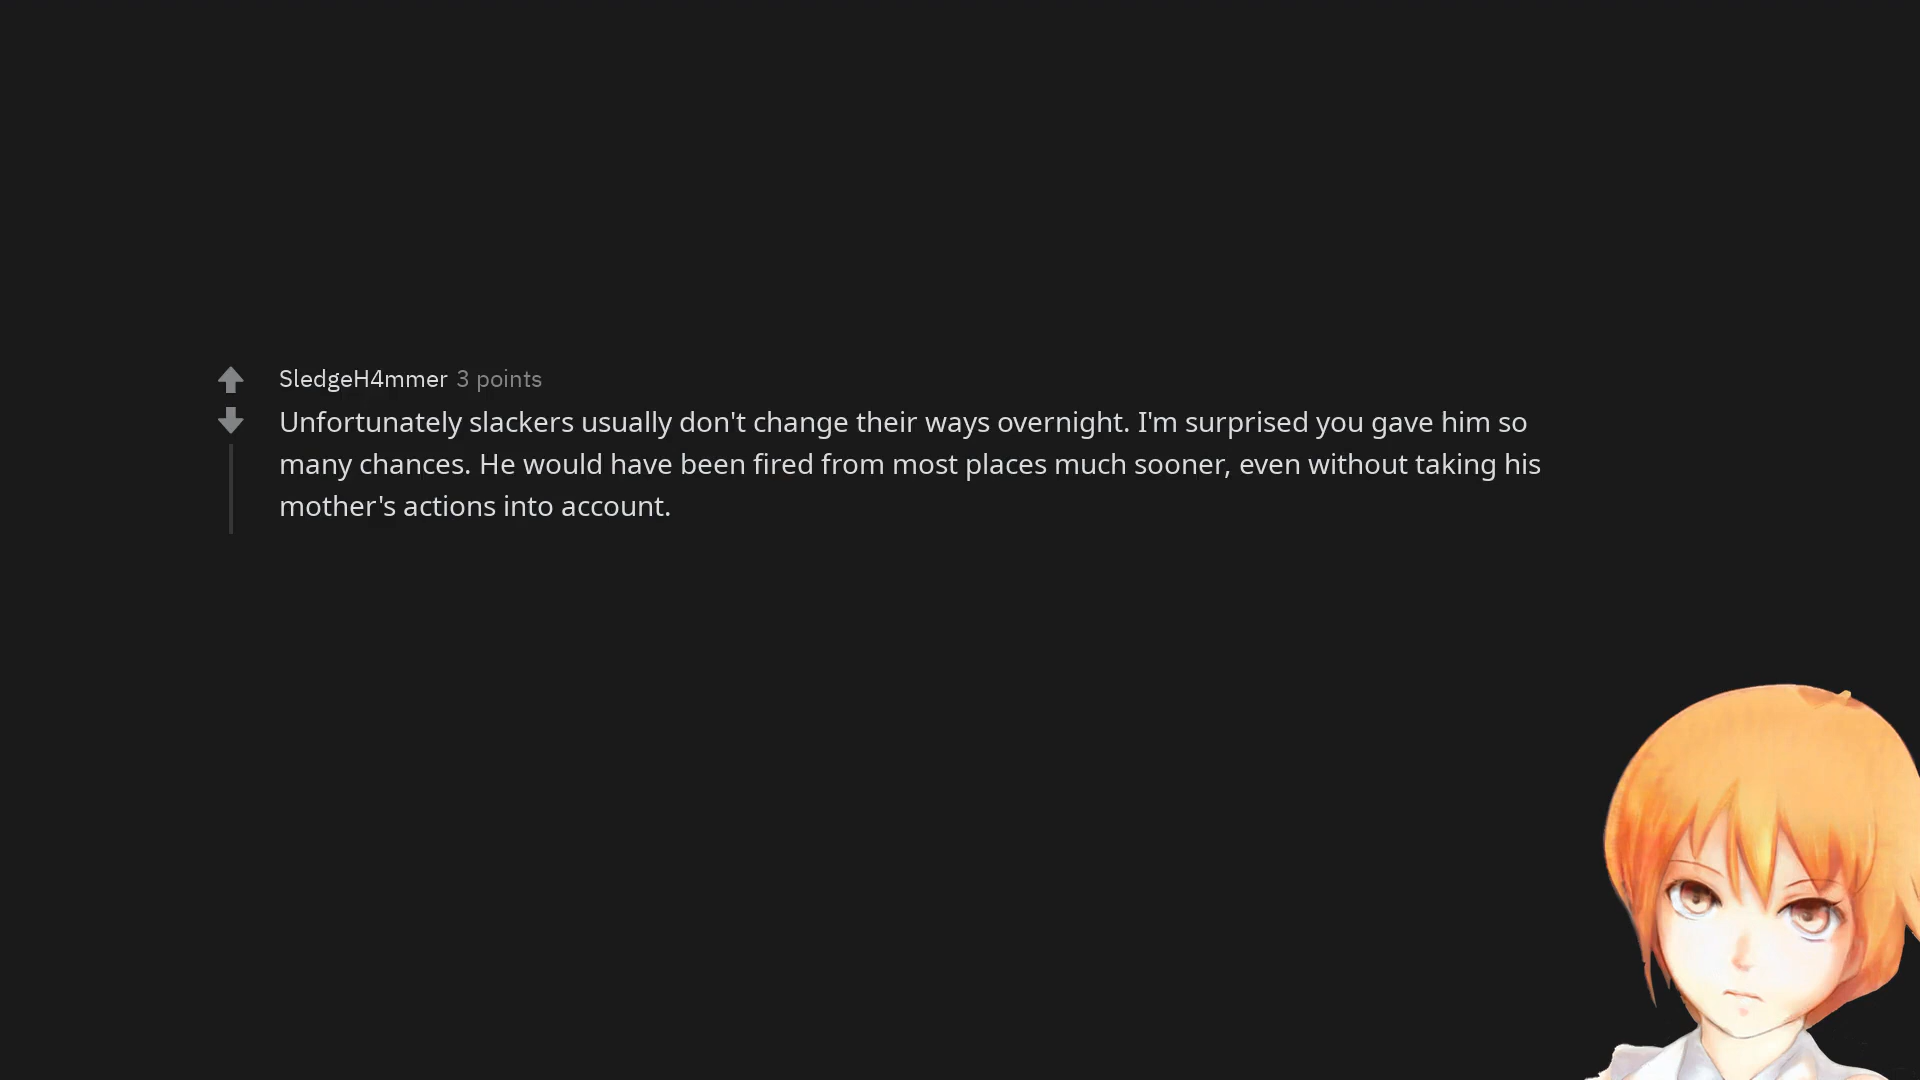 SledgeH4mmer 3 points
Unfortunately slackers usually don't change their ways overnight. I'm surprised you gave him so
many chances. He would have been fired from most places much sooner, even without taking his
mother's actions into account.